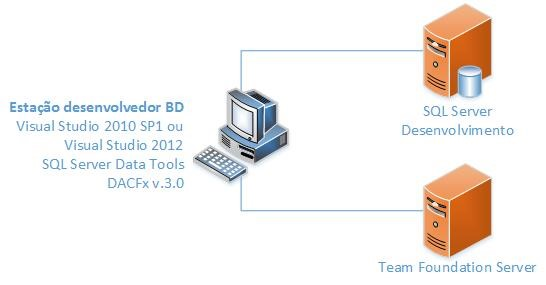 Estação desenvolvedor BD
Visual Studio 2010 SP1 ou
Visual Studio 2012
SQL Server Data Tools
DACFx v.3.0
SQL Server
Desenvolvimento
Team Foundation Server